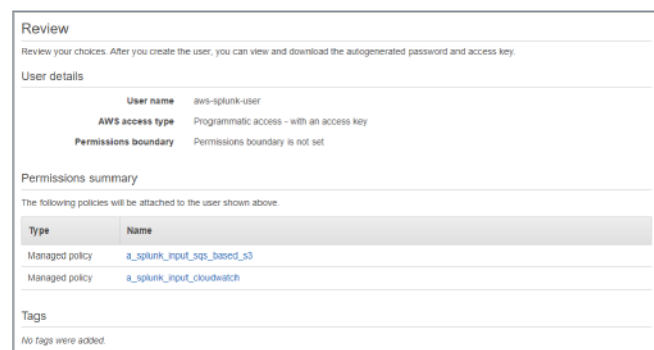 Review
Review your choices. After you create the user, you can view and download the autogenerated password and access key.
User details
User name aws-splunk-user
AWS access type Programmatic access - with an access key
Permissions boundary Permissions boundary is not set
Permissions summary
The following policies will be attached to the user shown above.
Type Name
Managed policy a_splunk_input_sqs_based_s3
Managed policy a_splunk_input_cloudwatch
Tags
No tags were added.